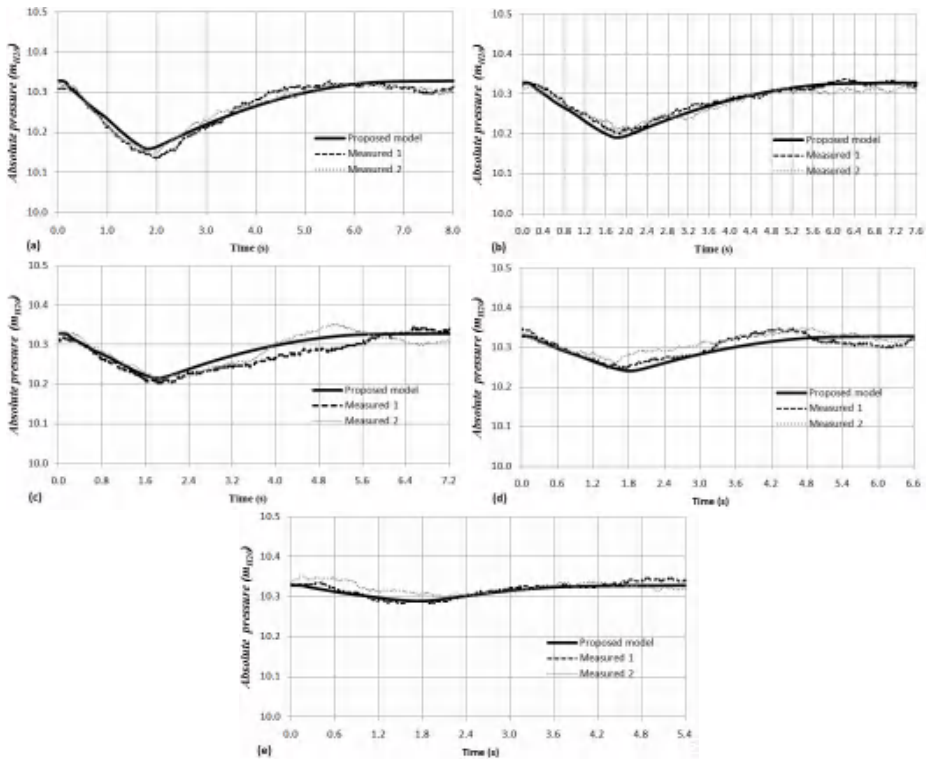 Absolute pressure (mH20)
10.5
10.4
10.3
10.2
10.1
10.0
Proposed model
Measured 1
Measured 2
0.0 1.0 2.0 3.0 4.0 5.0 6.0 7.0 8.0
(a)
Time (s)
Absolute pressure (mH20)
10.5
10.4
10.3
10.2
10.1
10.0
Proposed model
Measured 1
Measured 2
0.0 0.4 0.8 1.2 1.6 2.0 2.4 2.8 3.2 3.6 4.0 4.4 4.8 5.2 5.6 6.0 6.4 6.8 7.2 7.6
(b)
Time (s)
Absolute pressure (mH20)
10.5
10.4
10.3
10.2
10.1
10.0
Proposed model
Measured 1
Measured 2
0.0 0.8 1.6 2.4 3.2 4.0 4.8 5.6 6.4 7.2
(c)
Time (s)
Absolute pressure (mH20)
10.5
10.4
10.3
10.2
10.1
10.0
Proposed model
Measured 1
Measured 2
0.0 0.6 1.2 1.8 2.4 3.0 3.6 4.2 4.8 5.4 6.0 6.6
(d)
Time (s)
Absolute pressure (mH20)
10.5
10.4
10.3
10.2
10.1
10.0
Proposed model
Measured 1
Measured 2
0.0 0.6 1.2 1.8 2.4 3.0 3.6 4.2 4.8 5.4
(e)
Time (s)